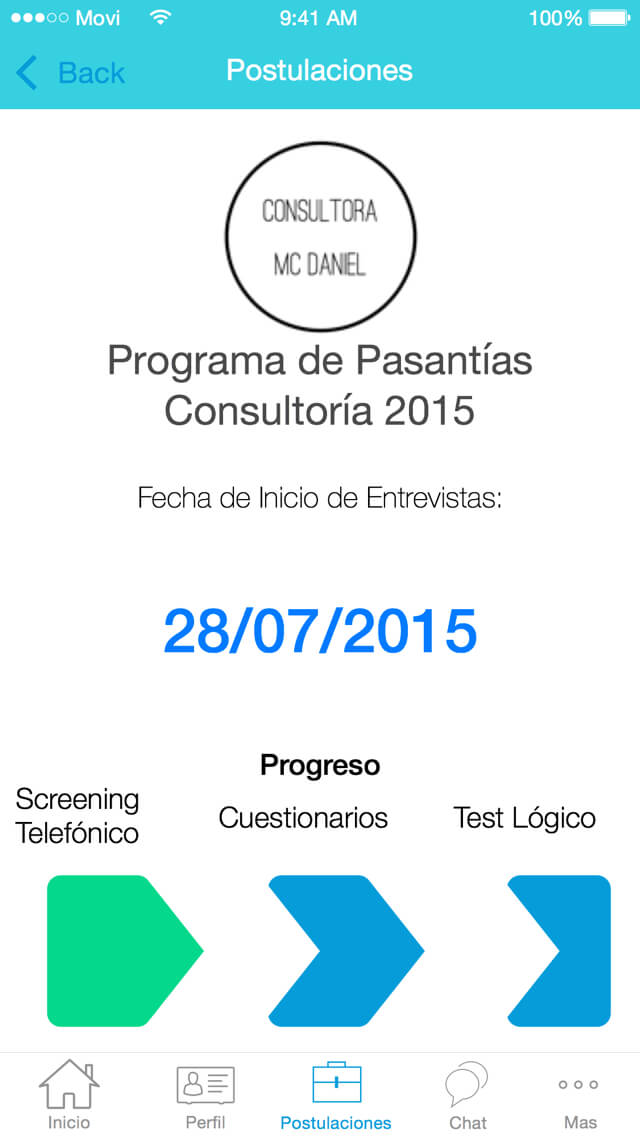 Movi 9:41 AM 100%
Back Postulaciones
CONSULTORA
MC DANIEL
Programa de Pasantías
Consultoría 2015
Fecha de Inicio de Entrevistas:
28/07/2015
Progreso
Screening
Telefónico
Cuestionarios
Test Lógico
Inicio Perfil Postulaciones Chat Mas